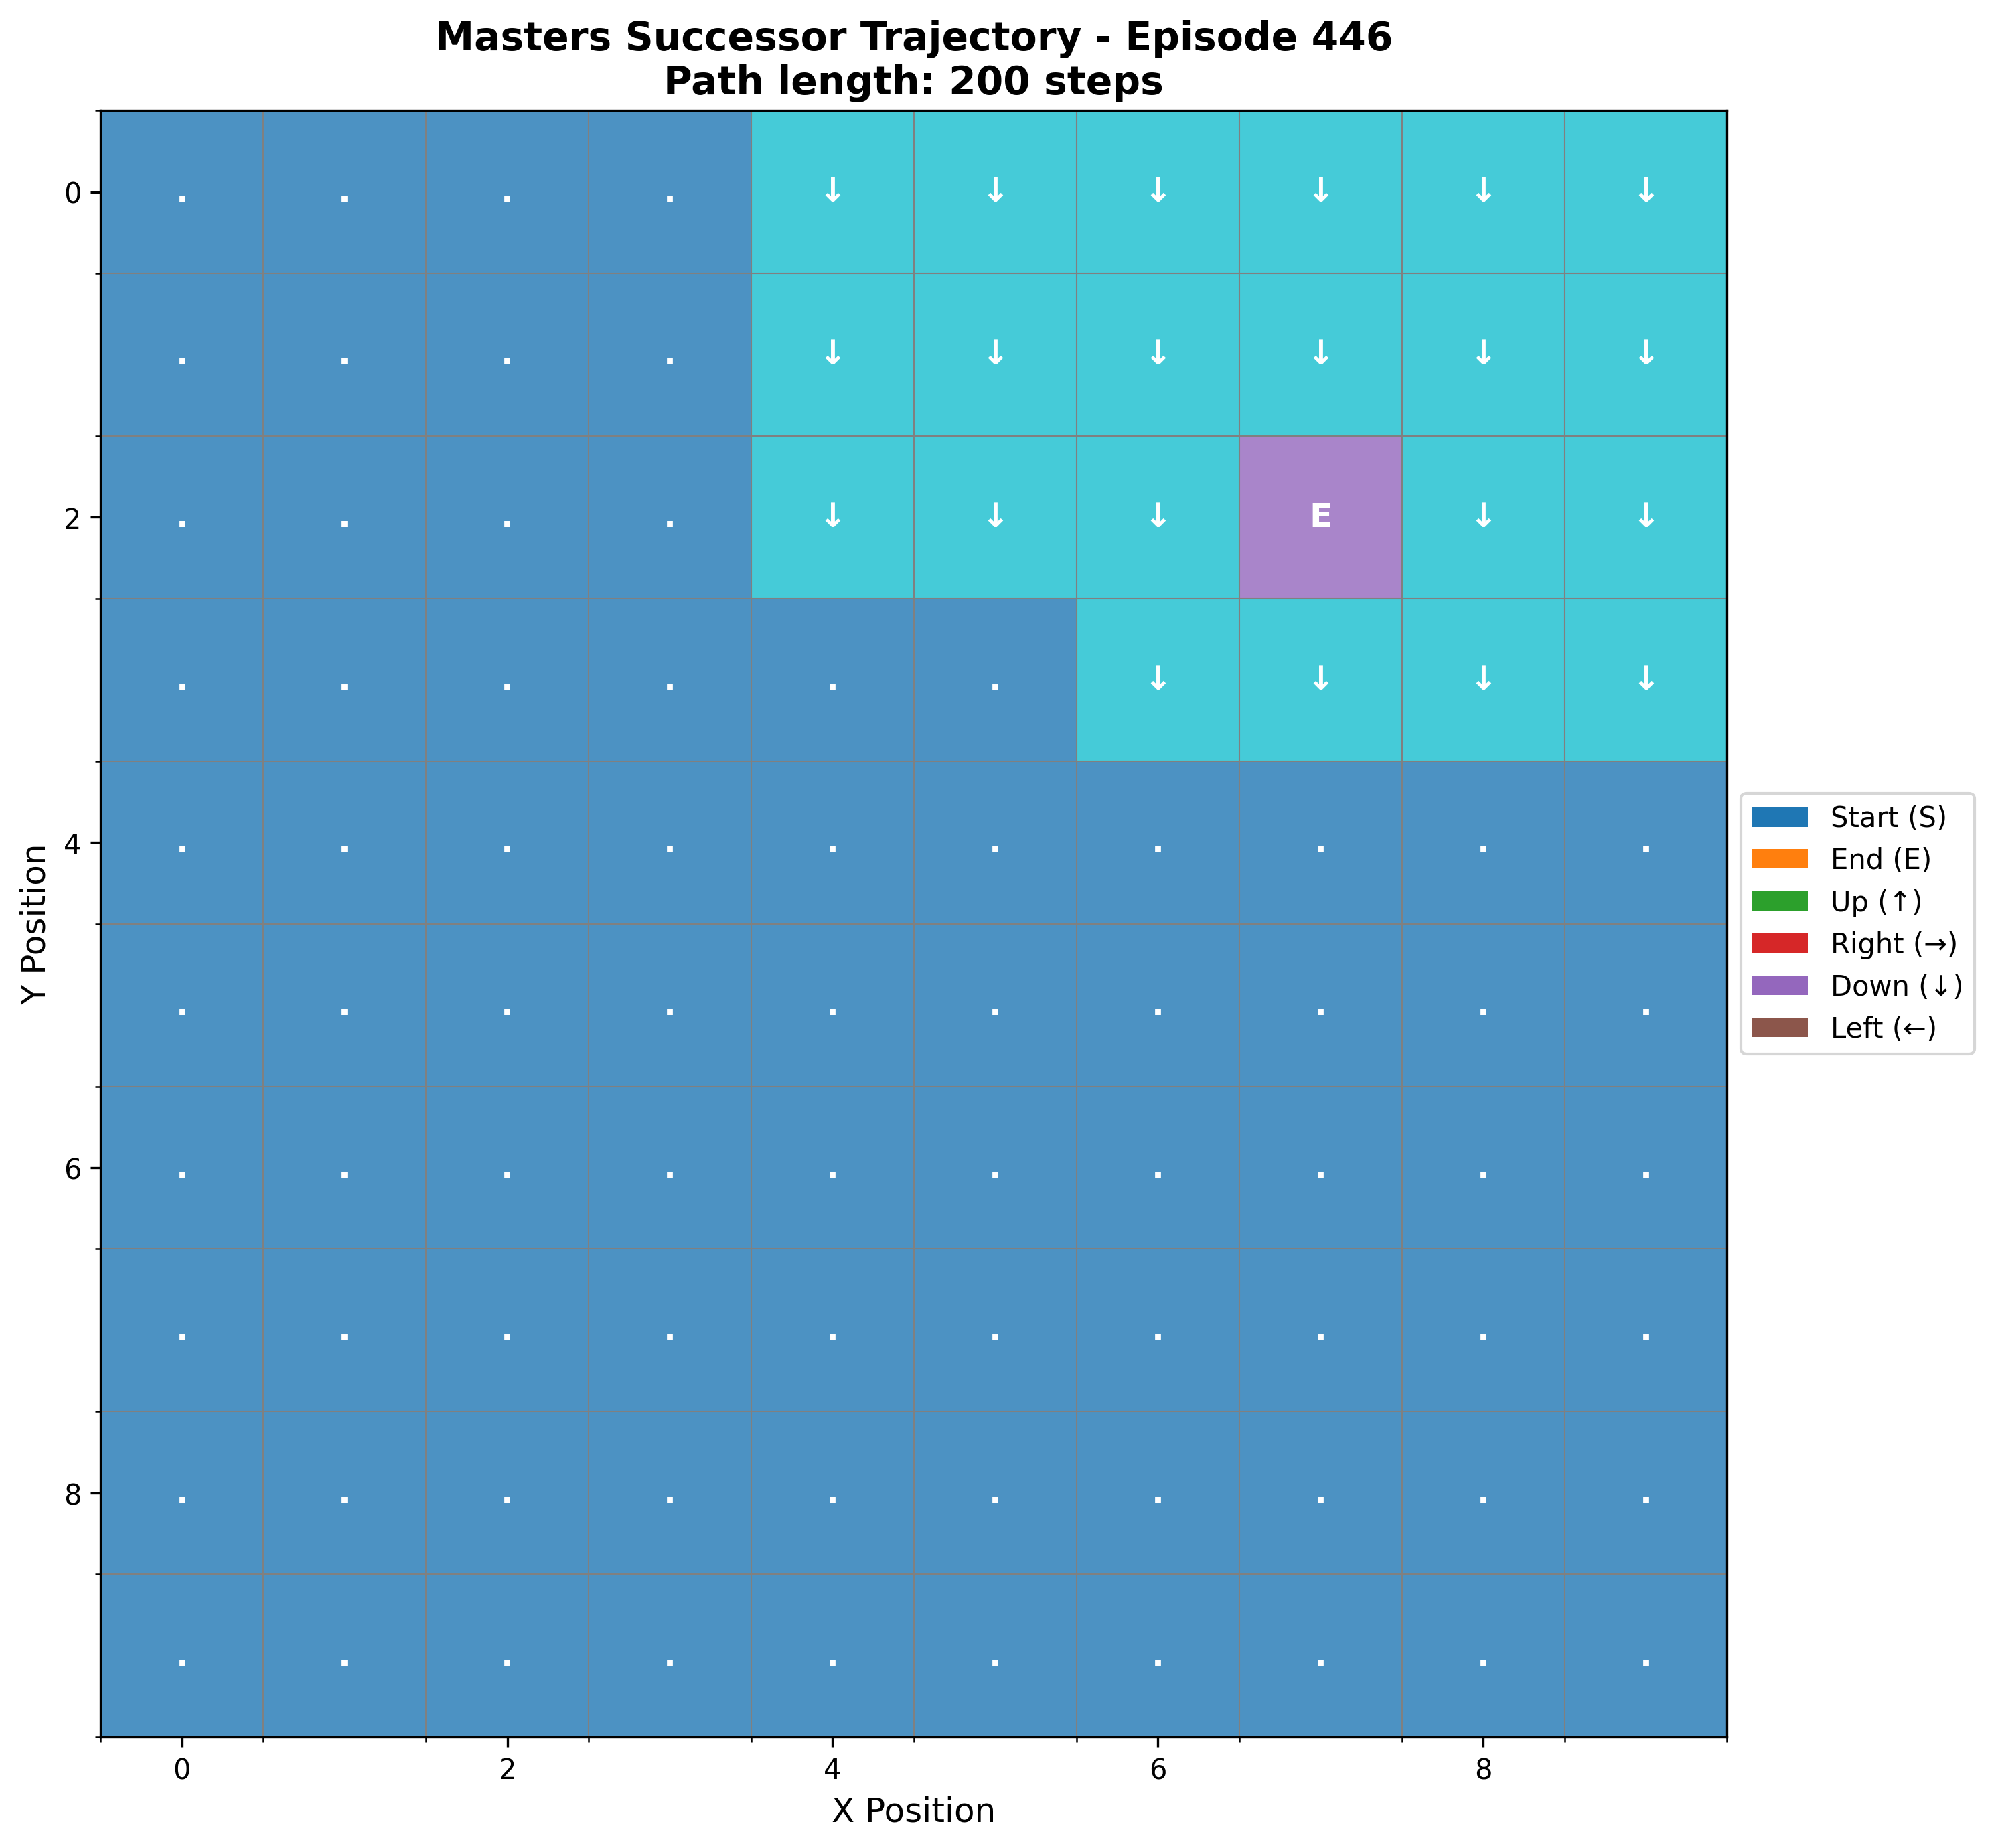 Masters Successor Trajectory - Episode 446
Path length: 200 steps
0 . . . . ↓ ↓ ↓ ↓ ↓ ↓
. . . . ↓ ↓ ↓ ↓ ↓ ↓
2 . . . . ↓ ↓ ↓ E ↓ ↓
. . . . . . ↓ ↓ ↓ ↓
4 . . . . . . . . . .
. . . . . . . . . .
6 . . . . . . . . . .
. . . . . . . . . .
8 . . . . . . . . . .
. . . . . . . . . .
0 2 4 6 8
X Position
Y Position
Start (S)
End (E)
Up (↑)
Right (→)
Down (↓)
Left (←)